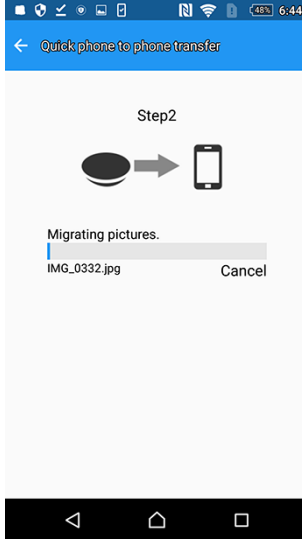 48% 6:44
Quick phone to phone transfer
Step2
Migrating pictures.
IMG_0332.jpg
Cancel